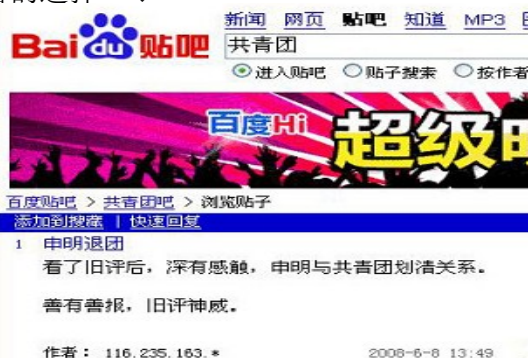 新闻 网页 贴吧 知道 MP3
Bai du 贴吧
共青团
进入贴吧 贴子搜索 按作者
百度Hi
超级
百度贴吧 > 共青团吧 > 浏览贴子
添加到搜藏 | 快速回复
1 申明退团
看了旧评后，深有感触，申明与共青团划清关系。
善有善报，旧评神威。
作者： 116.235.163.* 2008-6-8 13:49